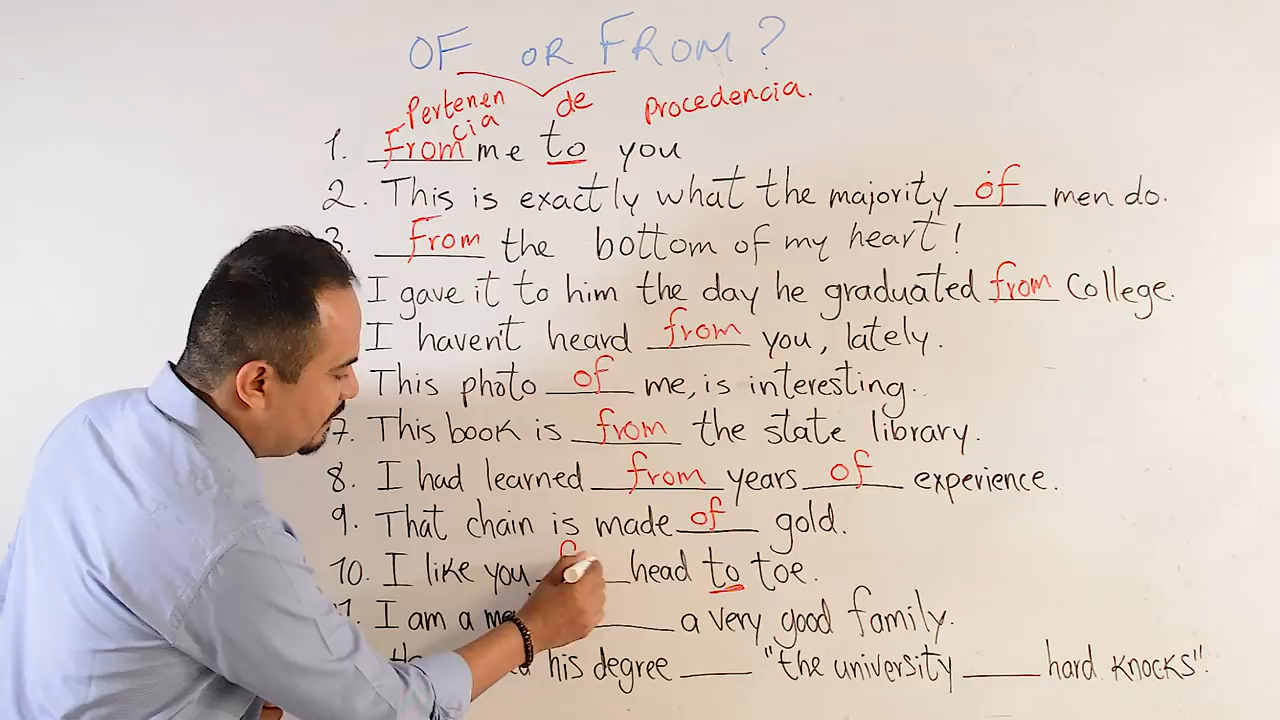 OF OR FROM?
Pertenencia de procedencia.
1. From me to you
2. This is exactly what the majority of men do.
3. From the bottom of my heart!
I gave it to him the day he graduated from College.
I haven't heard from you, lately.
This photo of me, is interesting.
7. This book is from the state library.
8. I had learned from years of experience.
9. That chain is made of gold.
10. I like you f head to toe.
I am a me ___ a very good family.
his degree ___ "the university ___ hard knocks".